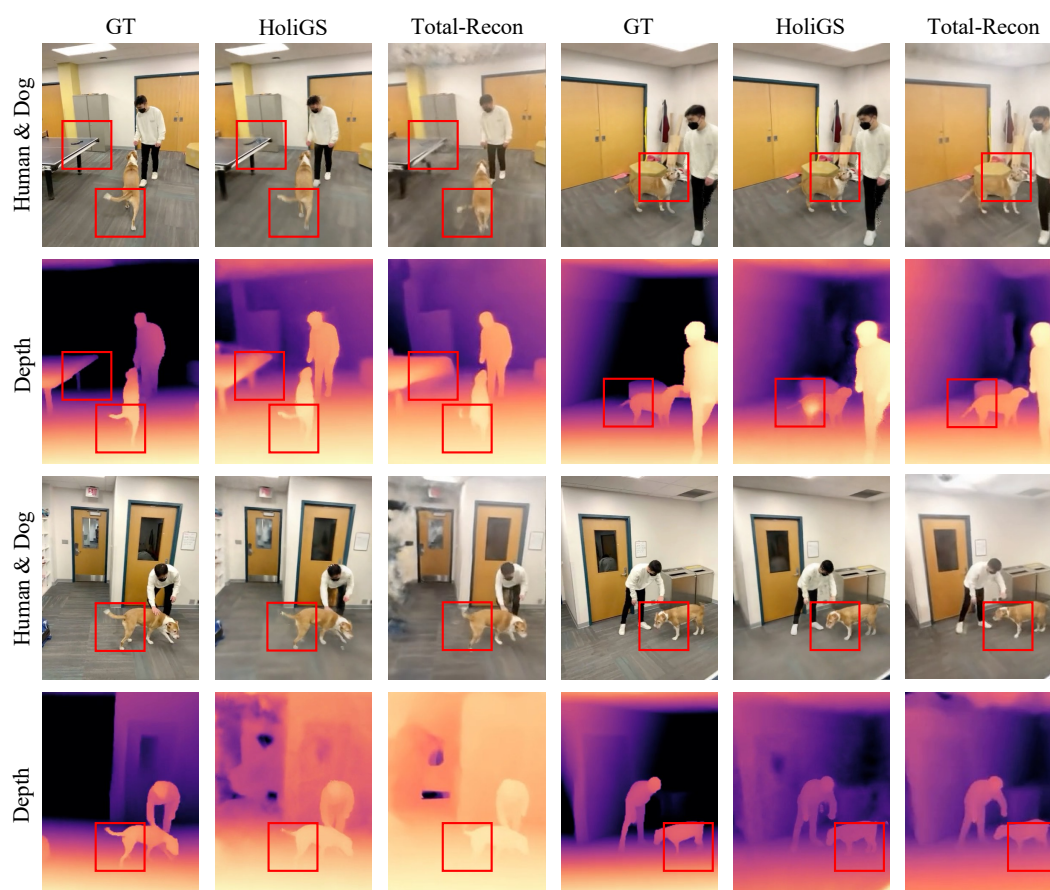 GT HoliGS Total-Recon GT HoliGS Total-Recon
Human & Dog
Depth
Human & Dog
Depth